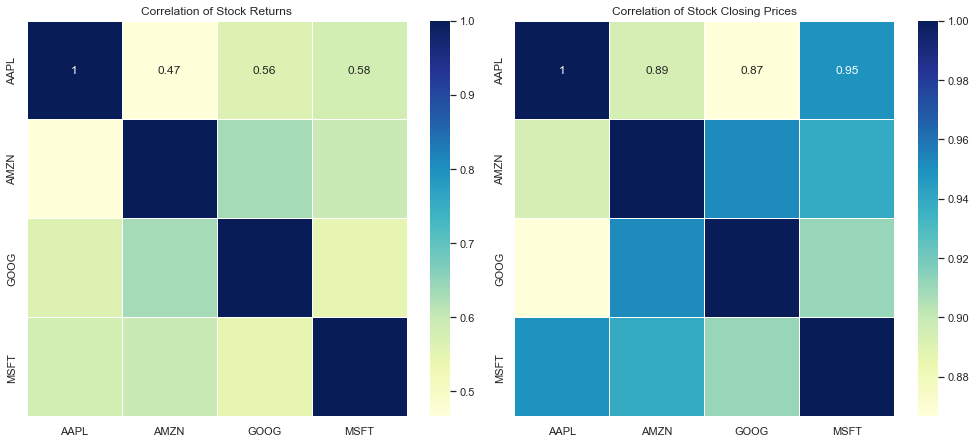 Correlation of Stock Returns
AAPL
1 0.47 0.56 0.58
AMZN
GOOG
MSFT
AAPL AMZN GOOG MSFT
1.0
0.9
0.8
0.7
0.6
0.5
Correlation of Stock Closing Prices
AAPL
1 0.89 0.87 0.95
AMZN
GOOG
MSFT
AAPL AMZN GOOG MSFT
1.00
0.98
0.96
0.94
0.92
0.90
0.88